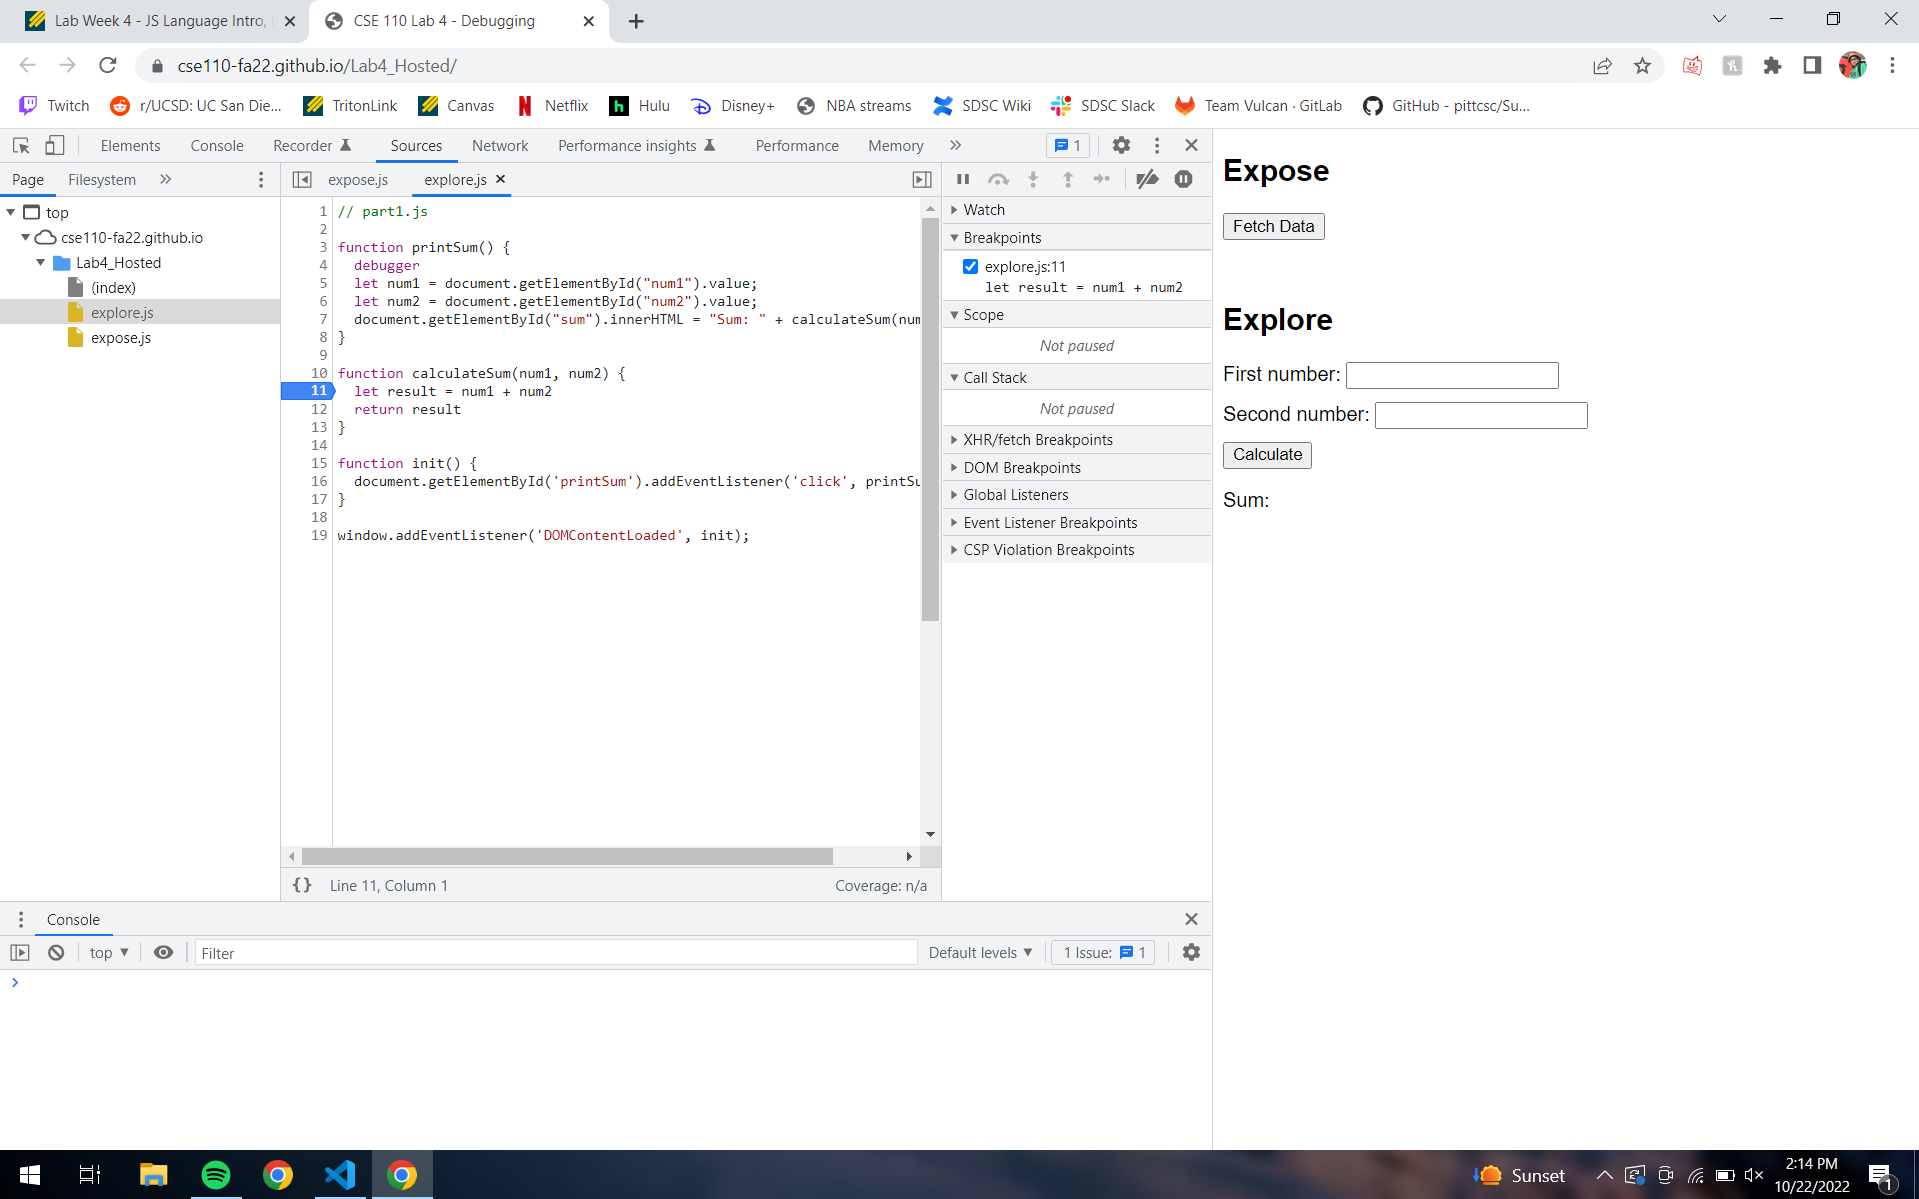 Lab Week 4 - JS Language Intro,
CSE 110 Lab 4 - Debugging
cse110-fa22.github.io/Lab4_Hosted/
Twitch
r/UCSD: UC San Die...
TritonLink
Canvas
Netflix
Hulu
Disney+
NBA streams
SDSC Wiki
SDSC Slack
Team Vulcan · GitLab
GitHub - pittcsc/Su...
Elements
Console
Recorder
Sources
Network
Performance insights
Performance
Memory
1
Page
Filesystem
expose.js
explore.js
top
cse110-fa22.github.io
Lab4_Hosted
(index)
explore.js
expose.js
1 // part1.js
2
3 function printSum() {
4 debugger
5 let num1 = document.getElementById("num1").value;
6 let num2 = document.getElementById("num2").value;
7 document.getElementById("sum").innerHTML = "Sum: " + calculateSum(num
8 }
9
10 function calculateSum(num1, num2) {
11 let result = num1 + num2
12 return result
13 }
14
15 function init() {
16 document.getElementById('printSum').addEventListener('click', printSu
17 }
18
19 window.addEventListener('DOMContentLoaded', init);
{} Line 11, Column 1
Coverage: n/a
Watch
Breakpoints
explore.js:11
let result = num1 + num2
Scope
Not paused
Call Stack
Not paused
XHR/fetch Breakpoints
DOM Breakpoints
Global Listeners
Event Listener Breakpoints
CSP Violation Breakpoints
Expose
Fetch Data
Explore
First number:
Second number:
Calculate
Sum:
Console
top
Filter
Default levels
1 Issue: 1
Sunset
2:14 PM
10/22/2022
1